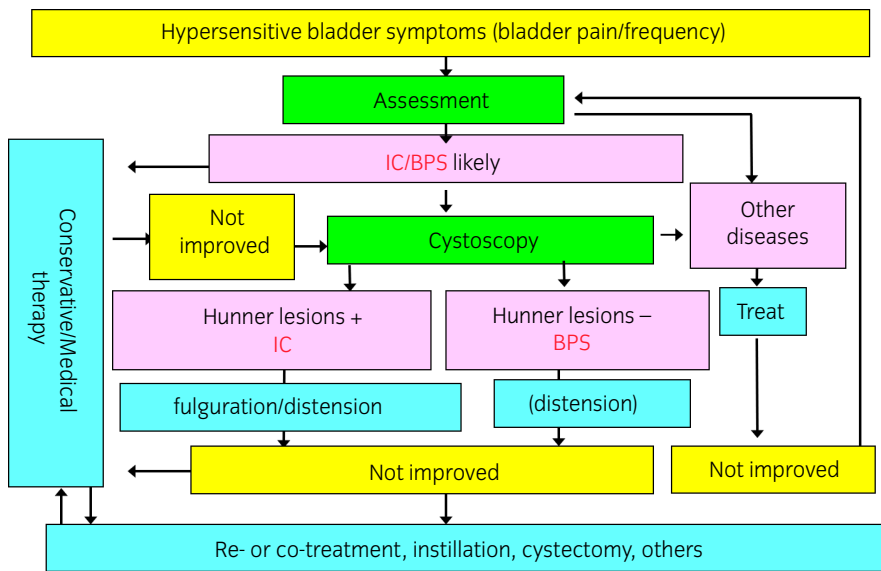 Hypersensitive bladder symptoms (bladder pain/frequency)
Assessment
IC/BPS likely
Conservative/Medical
therapy
Not
improved
Cystoscopy
Other
diseases
Hunner lesions +
IC
Hunner lesions –
BPS
Treat
fulguration/distension
(distension)
Not improved
Not improved
Re- or co-treatment, instillation, cystectomy, others